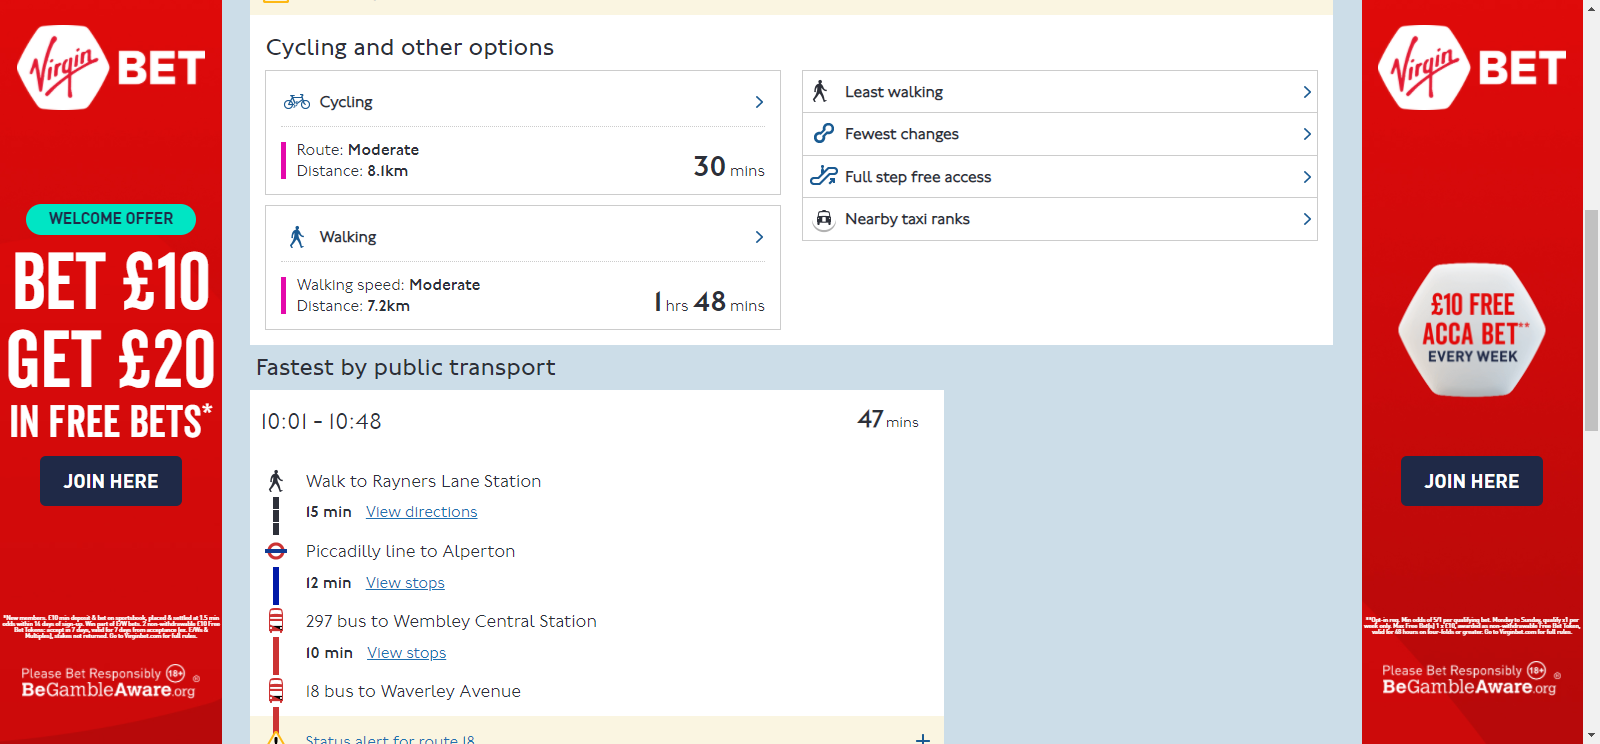 Virgin BET
WELCOME OFFER
BET £10
GET £20
IN FREE BETS*
JOIN HERE
Please Bet Responsibly 18+
BeGambleAware.org
Cycling and other options
Cycling
Route: Moderate
Distance: 8.1km
30 mins
Walking
Walking speed: Moderate
Distance: 7.2km
1 hrs 48 mins
Least walking
Fewest changes
Full step free access
Nearby taxi ranks
Fastest by public transport
10:01 - 10:48
47 mins
Walk to Rayners Lane Station
15 min View directions
Piccadilly line to Alperton
12 min View stops
297 bus to Wembley Central Station
10 min View stops
18 bus to Waverley Avenue
Status alert for route 18
Virgin BET
£10 FREE
ACCA BET**
EVERY WEEK
JOIN HERE
Please Bet Responsibly 18+
BeGambleAware.org